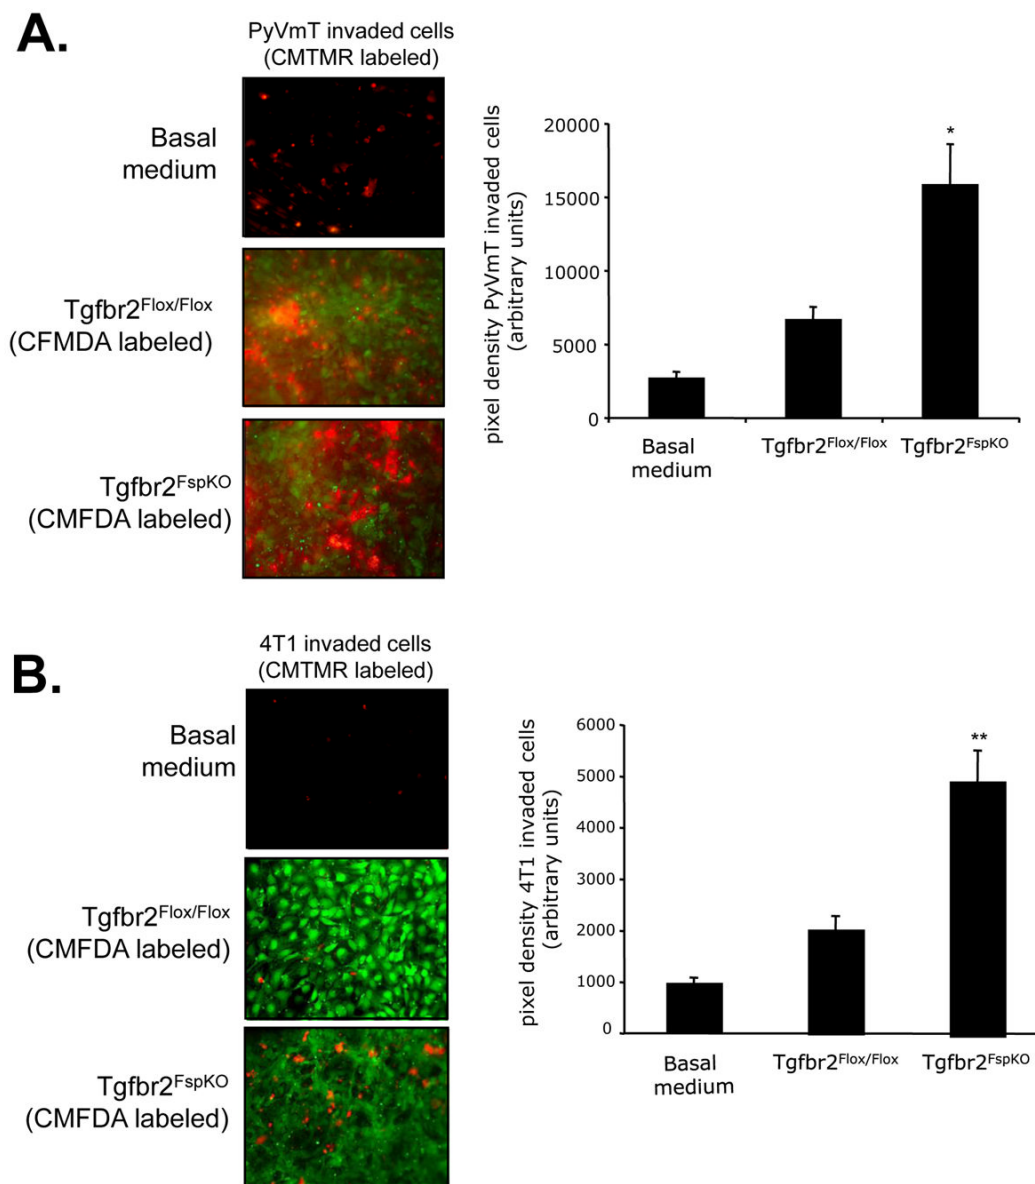 A.
PyVmT invaded cells
(CMTMR labeled)
Basal
medium
Tgfbr2Flox/Flox
(CFMDA labeled)
Tgfbr2FspKO
(CMFDA labeled)
pixel density PyVmT invaded cells
(arbitrary units)
20000
15000
10000
5000
0
*
Basal
medium
Tgfbr2Flox/Flox
Tgfbr2FspKO
B.
4T1 invaded cells
(CMTMR labeled)
Basal
medium
Tgfbr2Flox/Flox
(CMFDA labeled)
Tgfbr2FspKO
(CMFDA labeled)
pixel density 4T1 invaded cells
(arbitrary units)
6000
5000
4000
3000
2000
1000
0
**
Basal
medium
Tgfbr2Flox/Flox
Tgfbr2FspKO